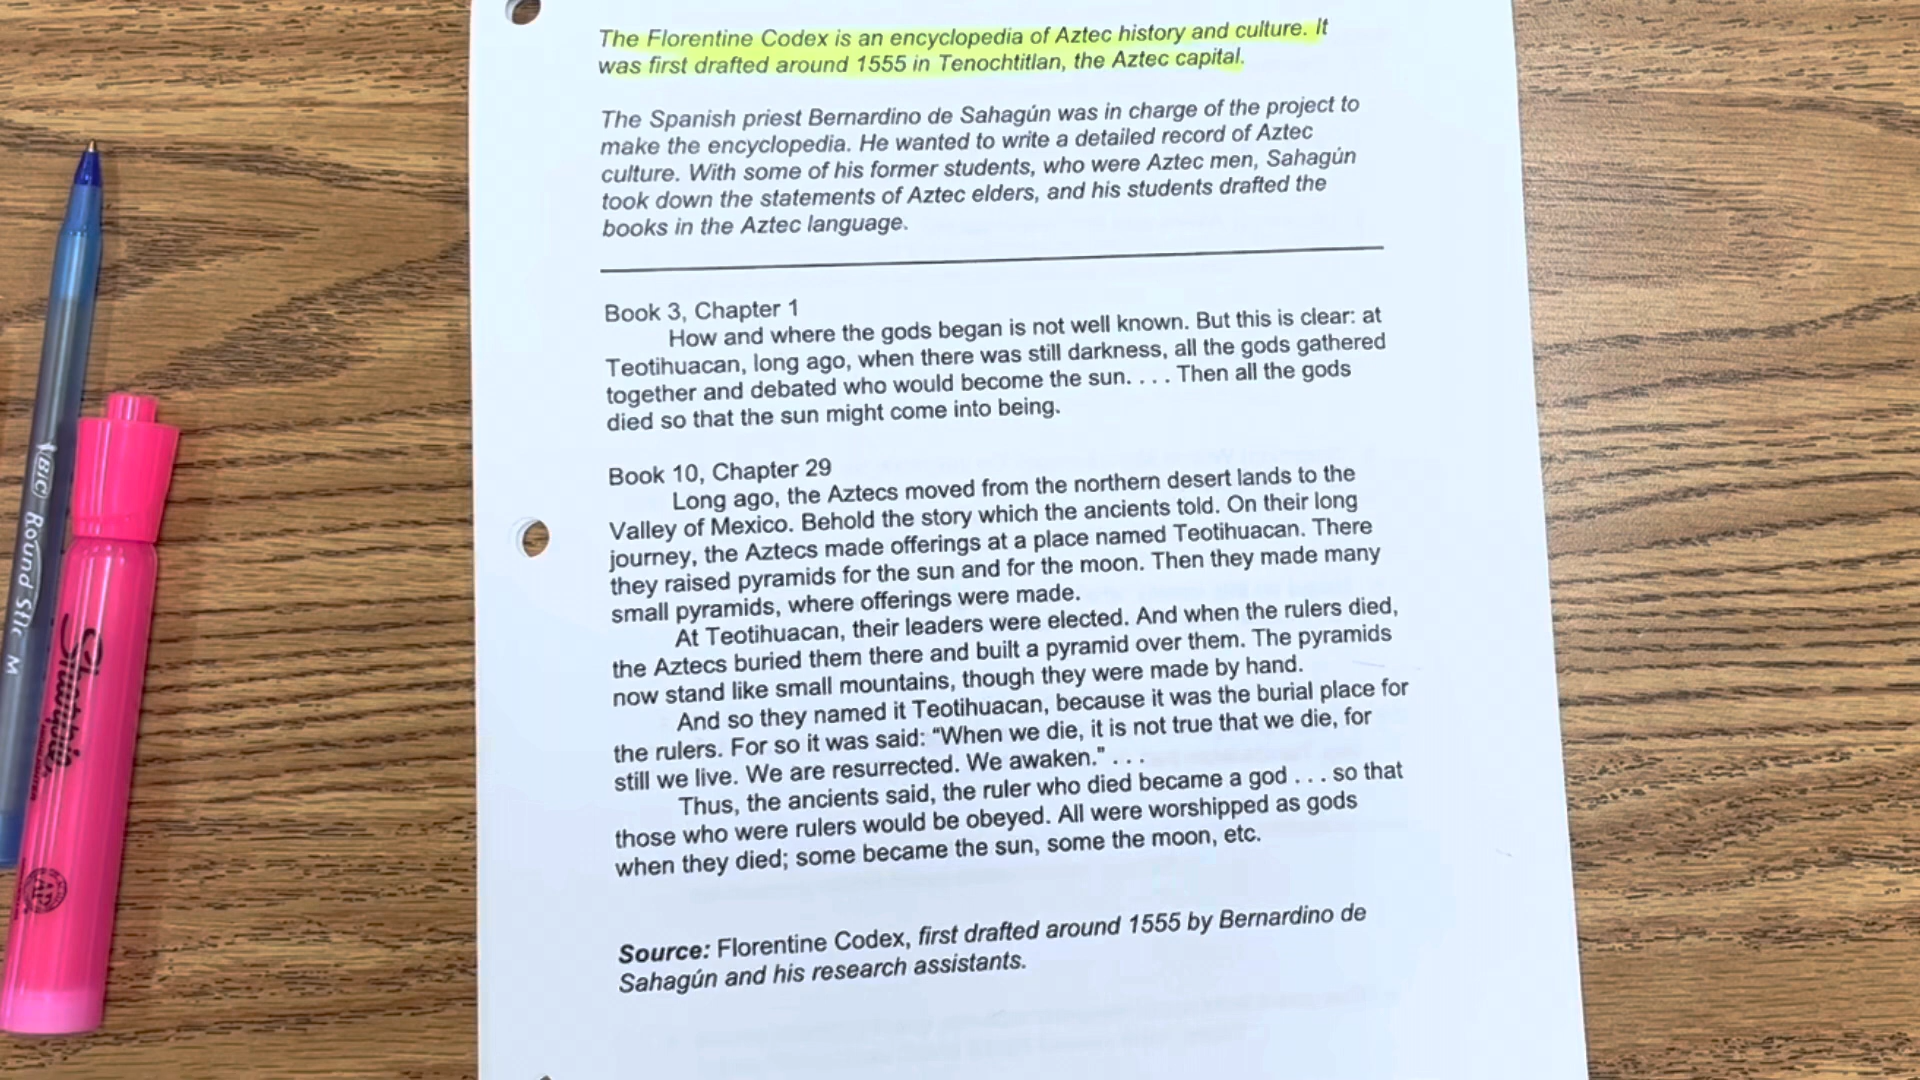 The Florentine Codex is an encyclopedia of Aztec history and culture. It
was first drafted around 1555 in Tenochtitlan, the Aztec capital.
The Spanish priest Bernardino de Sahagún was in charge of the project to
make the encyclopedia. He wanted to write a detailed record of Aztec
culture. With some of his former students, who were Aztec men, Sahagún
took down the statements of Aztec elders, and his students drafted the
books in the Aztec language.
Book 3, Chapter 1
How and where the gods began is not well known. But this is clear: at
Teotihuacan, long ago, when there was still darkness, all the gods gathered
together and debated who would become the sun. . . . Then all the gods
died so that the sun might come into being.
Book 10, Chapter 29
Long ago, the Aztecs moved from the northern desert lands to the
Valley of Mexico. Behold the story which the ancients told. On their long
journey, the Aztecs made offerings at a place named Teotihuacan. There
they raised pyramids for the sun and for the moon. Then they made many
small pyramids, where offerings were made.
At Teotihuacan, their leaders were elected. And when the rulers died,
the Aztecs buried them there and built a pyramid over them. The pyramids
now stand like small mountains, though they were made by hand.
And so they named it Teotihuacan, because it was the burial place for
the rulers. For so it was said: “When we die, it is not true that we die, for
still we live. We are resurrected. We awaken.” . . .
Thus, the ancients said, the ruler who died became a god . . . so that
those who were rulers would be obeyed. All were worshipped as gods
when they died; some became the sun, some the moon, etc.
Source: Florentine Codex, first drafted around 1555 by Bernardino de
Sahagún and his research assistants.
BIC Round Stic M
Sharpie